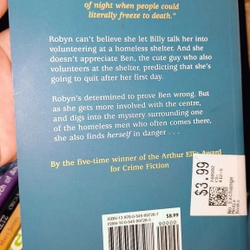 of night when people could
literally freeze to death."
Robyn can't believe she let Billy talk her into
volunteering at a homeless shelter. And she
doesn't appreciate Ben, the cute guy who also
volunteers at the shelter, predicting that she's
going to quit after her first day.
Robyn's determined to prove Ben wrong. But
as she gets more involved with the centre,
and digs into the mystery surrounding one
of the homeless men who often comes there,
she also finds herself in danger . . .
By the five-time winner of the Arthur Ellis Award
for Crime Fiction
$3.99
$8.99
90000